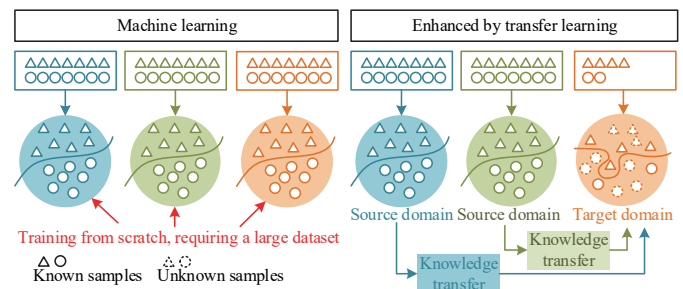 Machine learning
Enhanced by transfer learning
Source domain
Source domain
Target domain
Training from scratch, requiring a large dataset
Known samples
Unknown samples
Knowledge
transfer
Knowledge
transfer